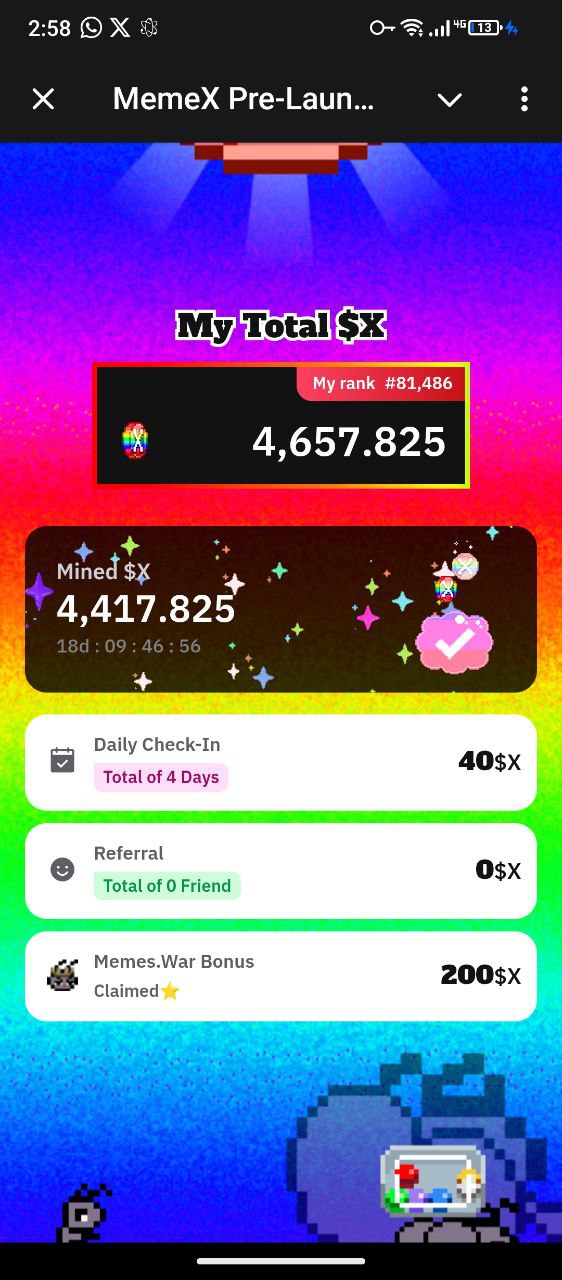 2:58
4G
13
MemeX Pre-Laun...
My Total $X
My rank #81,486
4,657.825
Mined $X
4,417.825
18d : 09 : 46 : 56
Daily Check-In
Total of 4 Days
40$X
Referral
Total of 0 Friend
0$X
Memes.War Bonus
Claimed⭐
200$X